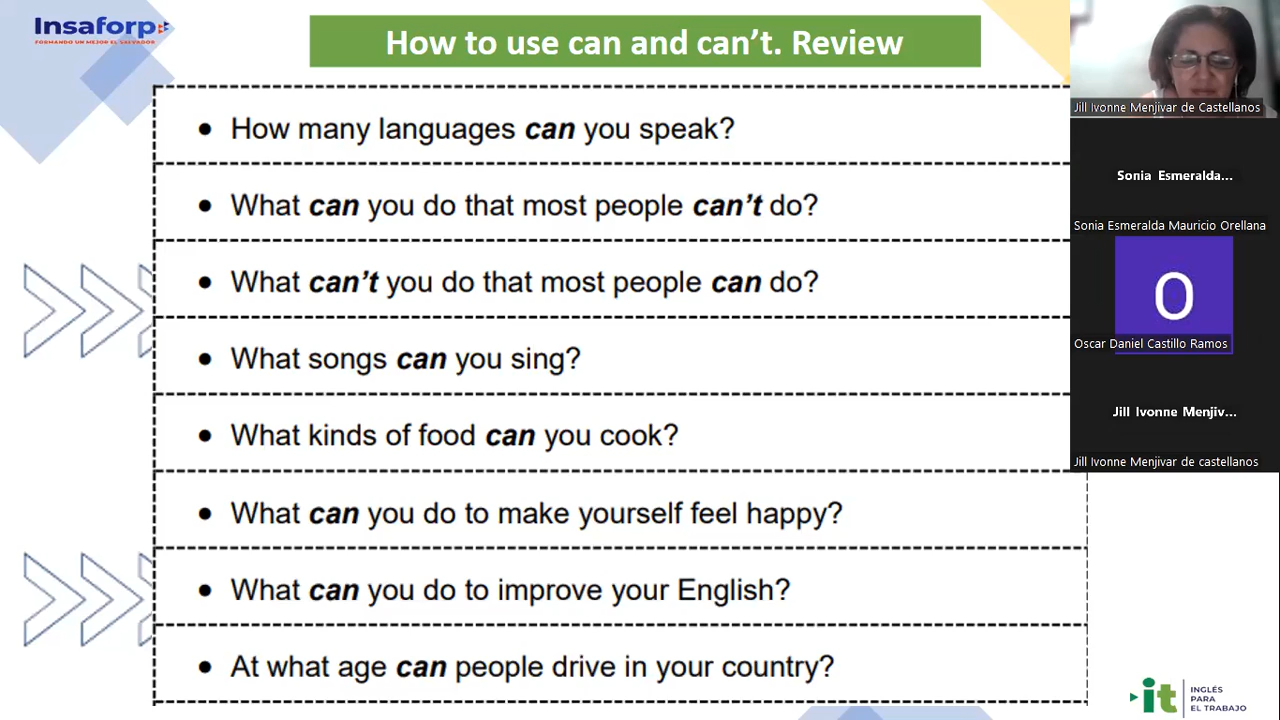 Insaforp
FORMANDO UN MEJOR EL SALVADOR
How to use can and can’t. Review
• How many languages can you speak?
• What can you do that most people can’t do?
• What can’t you do that most people can do?
• What songs can you sing?
• What kinds of food can you cook?
• What can you do to make yourself feel happy?
• What can you do to improve your English?
• At what age can people drive in your country?
Jill Ivonne Menjivar de Castellanos
Sonia Esmeralda...
Sonia Esmeralda Mauricio Orellana
O
Oscar Daniel Castillo Ramos
Jill Ivonne Menjiv...
Jill Ivonne Menjivar de castellanos
it
INGLÉS
PARA
EL TRABAJO